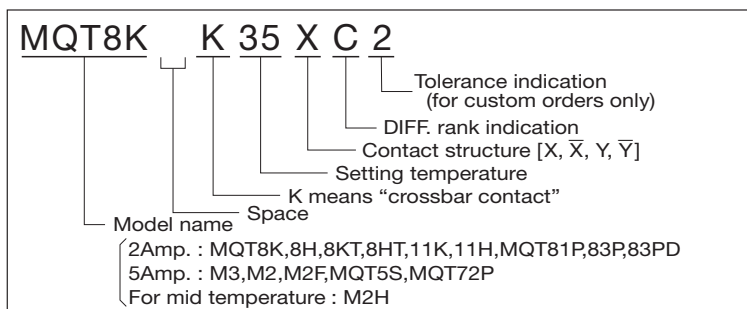 MQT8K K 35 X C 2
Tolerance indication
(for custom orders only)
DIFF. rank indication
Contact structure [X, X̅, Y, Y̅]
Setting temperature
K means “crossbar contact”
Space
Model name
2Amp. : MQT8K,8H,8KT,8HT,11K,11H,MQT81P,83P,83PD
5Amp. : M3,M2,M2F,MQT5S,MQT72P
For mid temperature : M2H